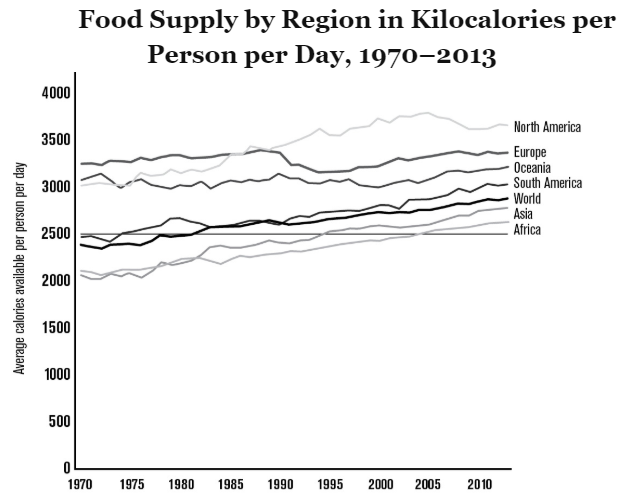 Food Supply by Region in Kilocalories per
Person per Day, 1970–2013
Average calories available per person per day
4000
3500
3000
2500
2000
1500
1000
500
0
North America
Europe
Oceania
South America
World
Asia
Africa
1970 1975 1980 1985 1990 1995 2000 2005 2010